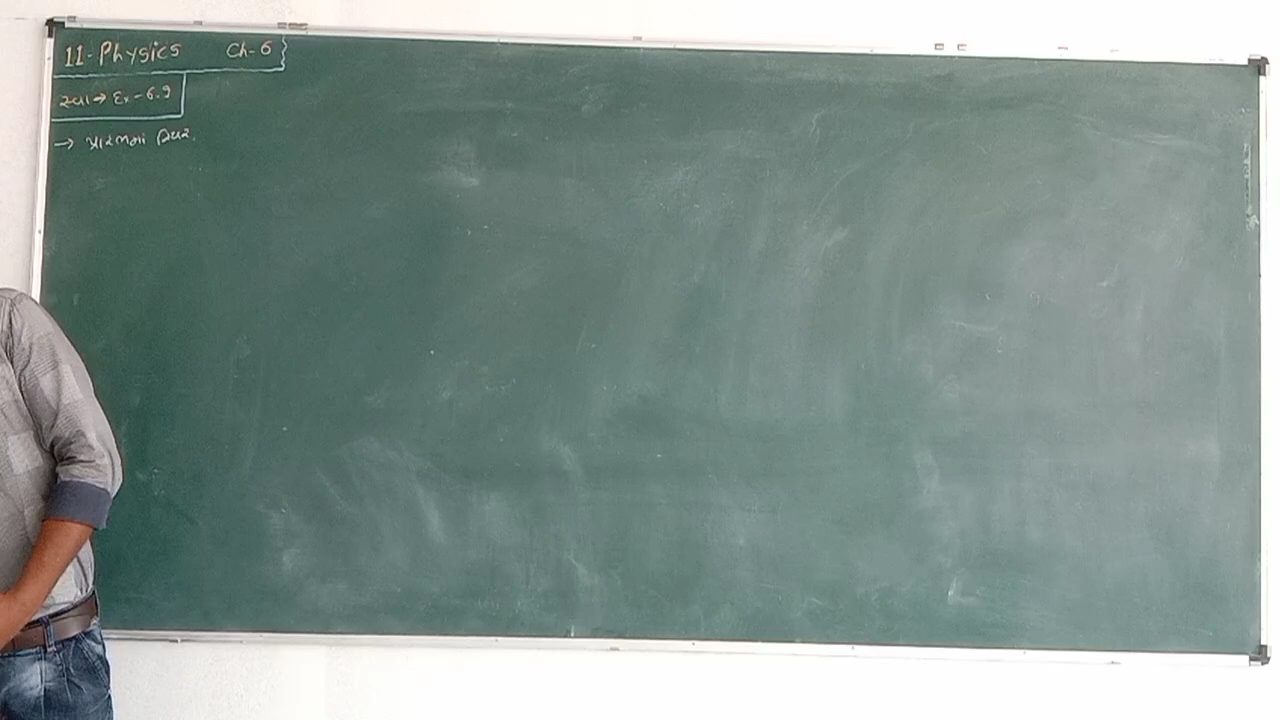 11-Physics Ch-6
સ્વા → Ex-6.9
→ પ્રારંભમાં સ્થિર.